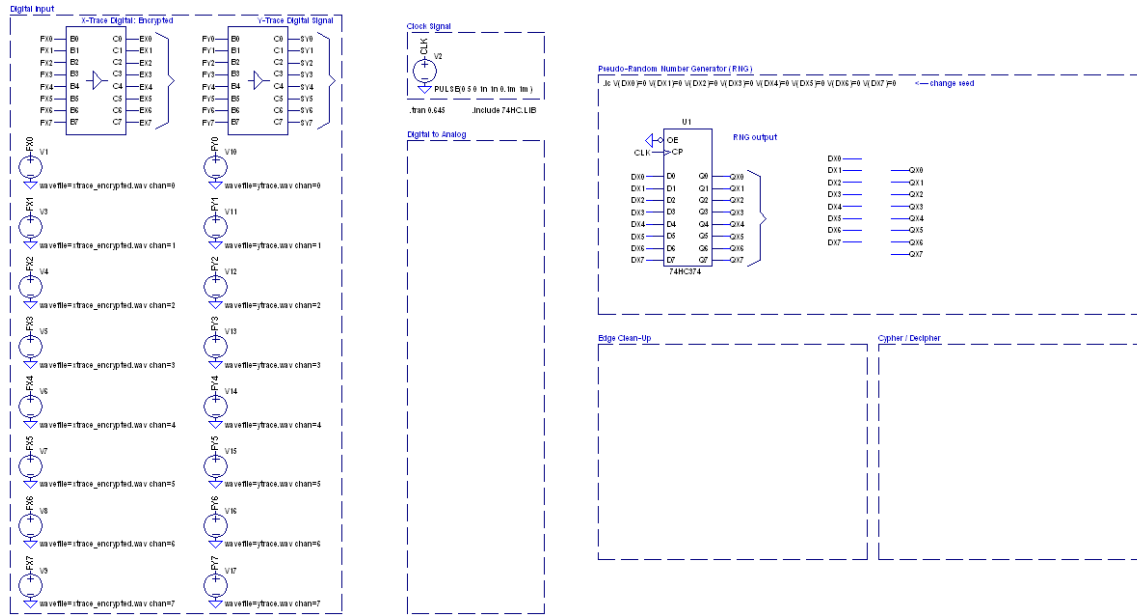 Digital Input
X-Trace Digital: Encrypted
Y-Trace Digital Signal
FX0 B0 C0 EX0
FX1 B1 C1 EX1
FX2 B2 C2 EX2
FX3 B3 C3 EX3
FX4 B4 C4 EX4
FX5 B5 C5 EX5
FX6 B6 C6 EX6
FX7 B7 C7 EX7
FY0 B0 C0 SY0
FY1 B1 C1 SY1
FY2 B2 C2 SY2
FY3 B3 C3 SY3
FY4 B4 C4 SY4
FY5 B5 C5 SY5
FY6 B6 C6 SY6
FY7 B7 C7 SY7
FX0 V1
wavefile=xtrace_encrypted.wav chan=0
FX1 V3
wavefile=xtrace_encrypted.wav chan=1
FX2 V4
wavefile=xtrace_encrypted.wav chan=2
FX3 V5
wavefile=xtrace_encrypted.wav chan=3
FX4 V6
wavefile=xtrace_encrypted.wav chan=4
FX5 V7
wavefile=xtrace_encrypted.wav chan=5
FX6 V8
wavefile=xtrace_encrypted.wav chan=6
FX7 V9
wavefile=xtrace_encrypted.wav chan=7
FY0 V10
wavefile=ytrace.wav chan=0
FY1 V11
wavefile=ytrace.wav chan=1
FY2 V12
wavefile=ytrace.wav chan=2
FY3 V13
wavefile=ytrace.wav chan=3
FY4 V14
wavefile=ytrace.wav chan=4
FY5 V15
wavefile=ytrace.wav chan=5
FY6 V16
wavefile=ytrace.wav chan=6
FY7 V17
wavefile=ytrace.wav chan=7
Clock Signal
CLK
V2
PULSE(0 5 0 1n 1n 0.1m 1m)
.tran 0.645 .include 74HC.LIB
Digital to Analog
Pseudo-Random Number Generator (RNG)
.ic V(DX0)=0 V(DX1)=0 V(DX2)=0 V(DX3)=0 V(DX4)=0 V(DX5)=0 V(DX6)=0 V(DX7)=0 <---change seed
U1
OE
CLK CP
RNG output
DX0 D0 Q0 QX0
DX1 D1 Q1 QX1
DX2 D2 Q2 QX2
DX3 D3 Q3 QX3
DX4 D4 Q4 QX4
DX5 D5 Q5 QX5
DX6 D6 Q6 QX6
DX7 D7 Q7 QX7
74HC374
DX0
DX1 QX0
DX2 QX1
DX3 QX2
DX4 QX3
DX5 QX4
DX6 QX5
DX7 QX6
QX7
Edge Clean-Up
Cypher / Decipher